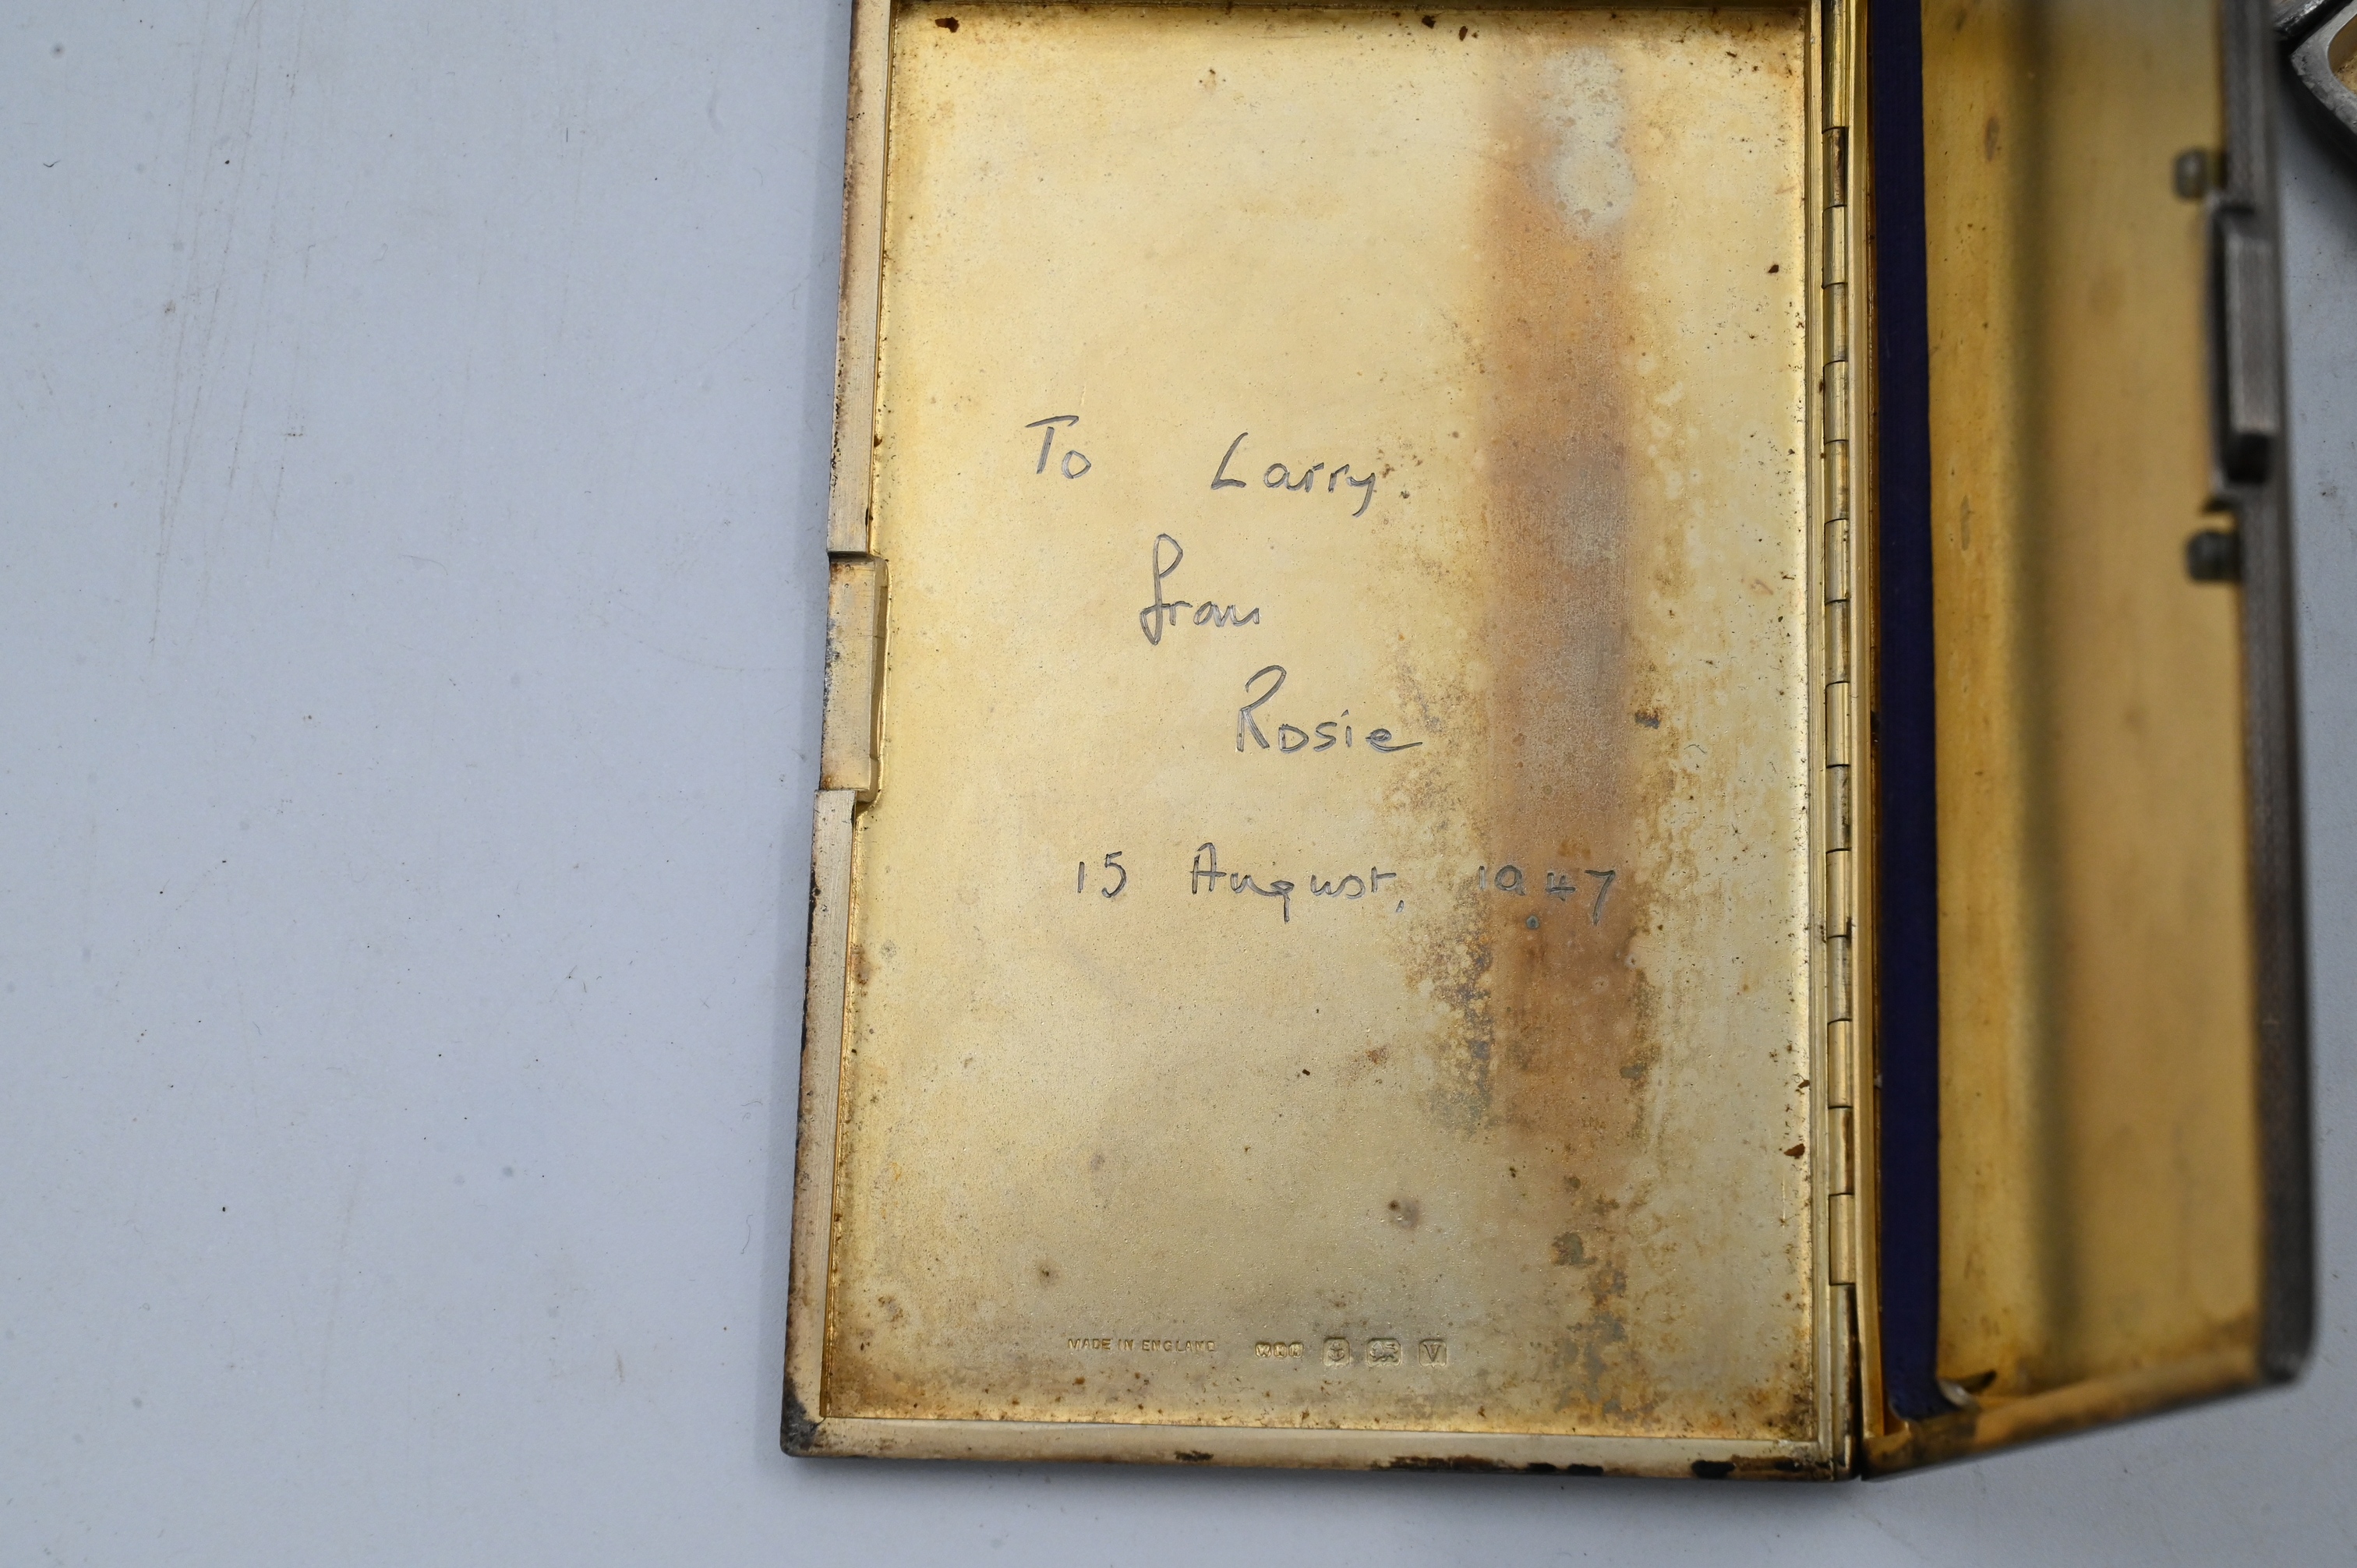 To Larry.
from
Rosie
15 August, 1947
MADE IN ENGLAND V